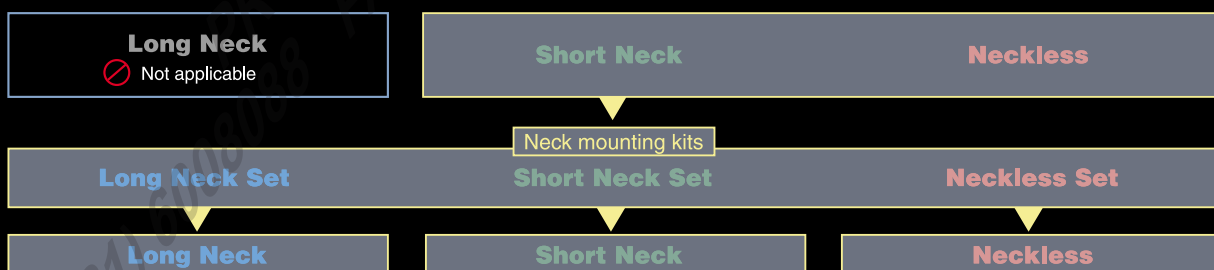 Long Neck
Not applicable
Short Neck
Neckless
Neck mounting kits
Long Neck Set
Short Neck Set
Neckless Set
Long Neck
Short Neck
Neckless